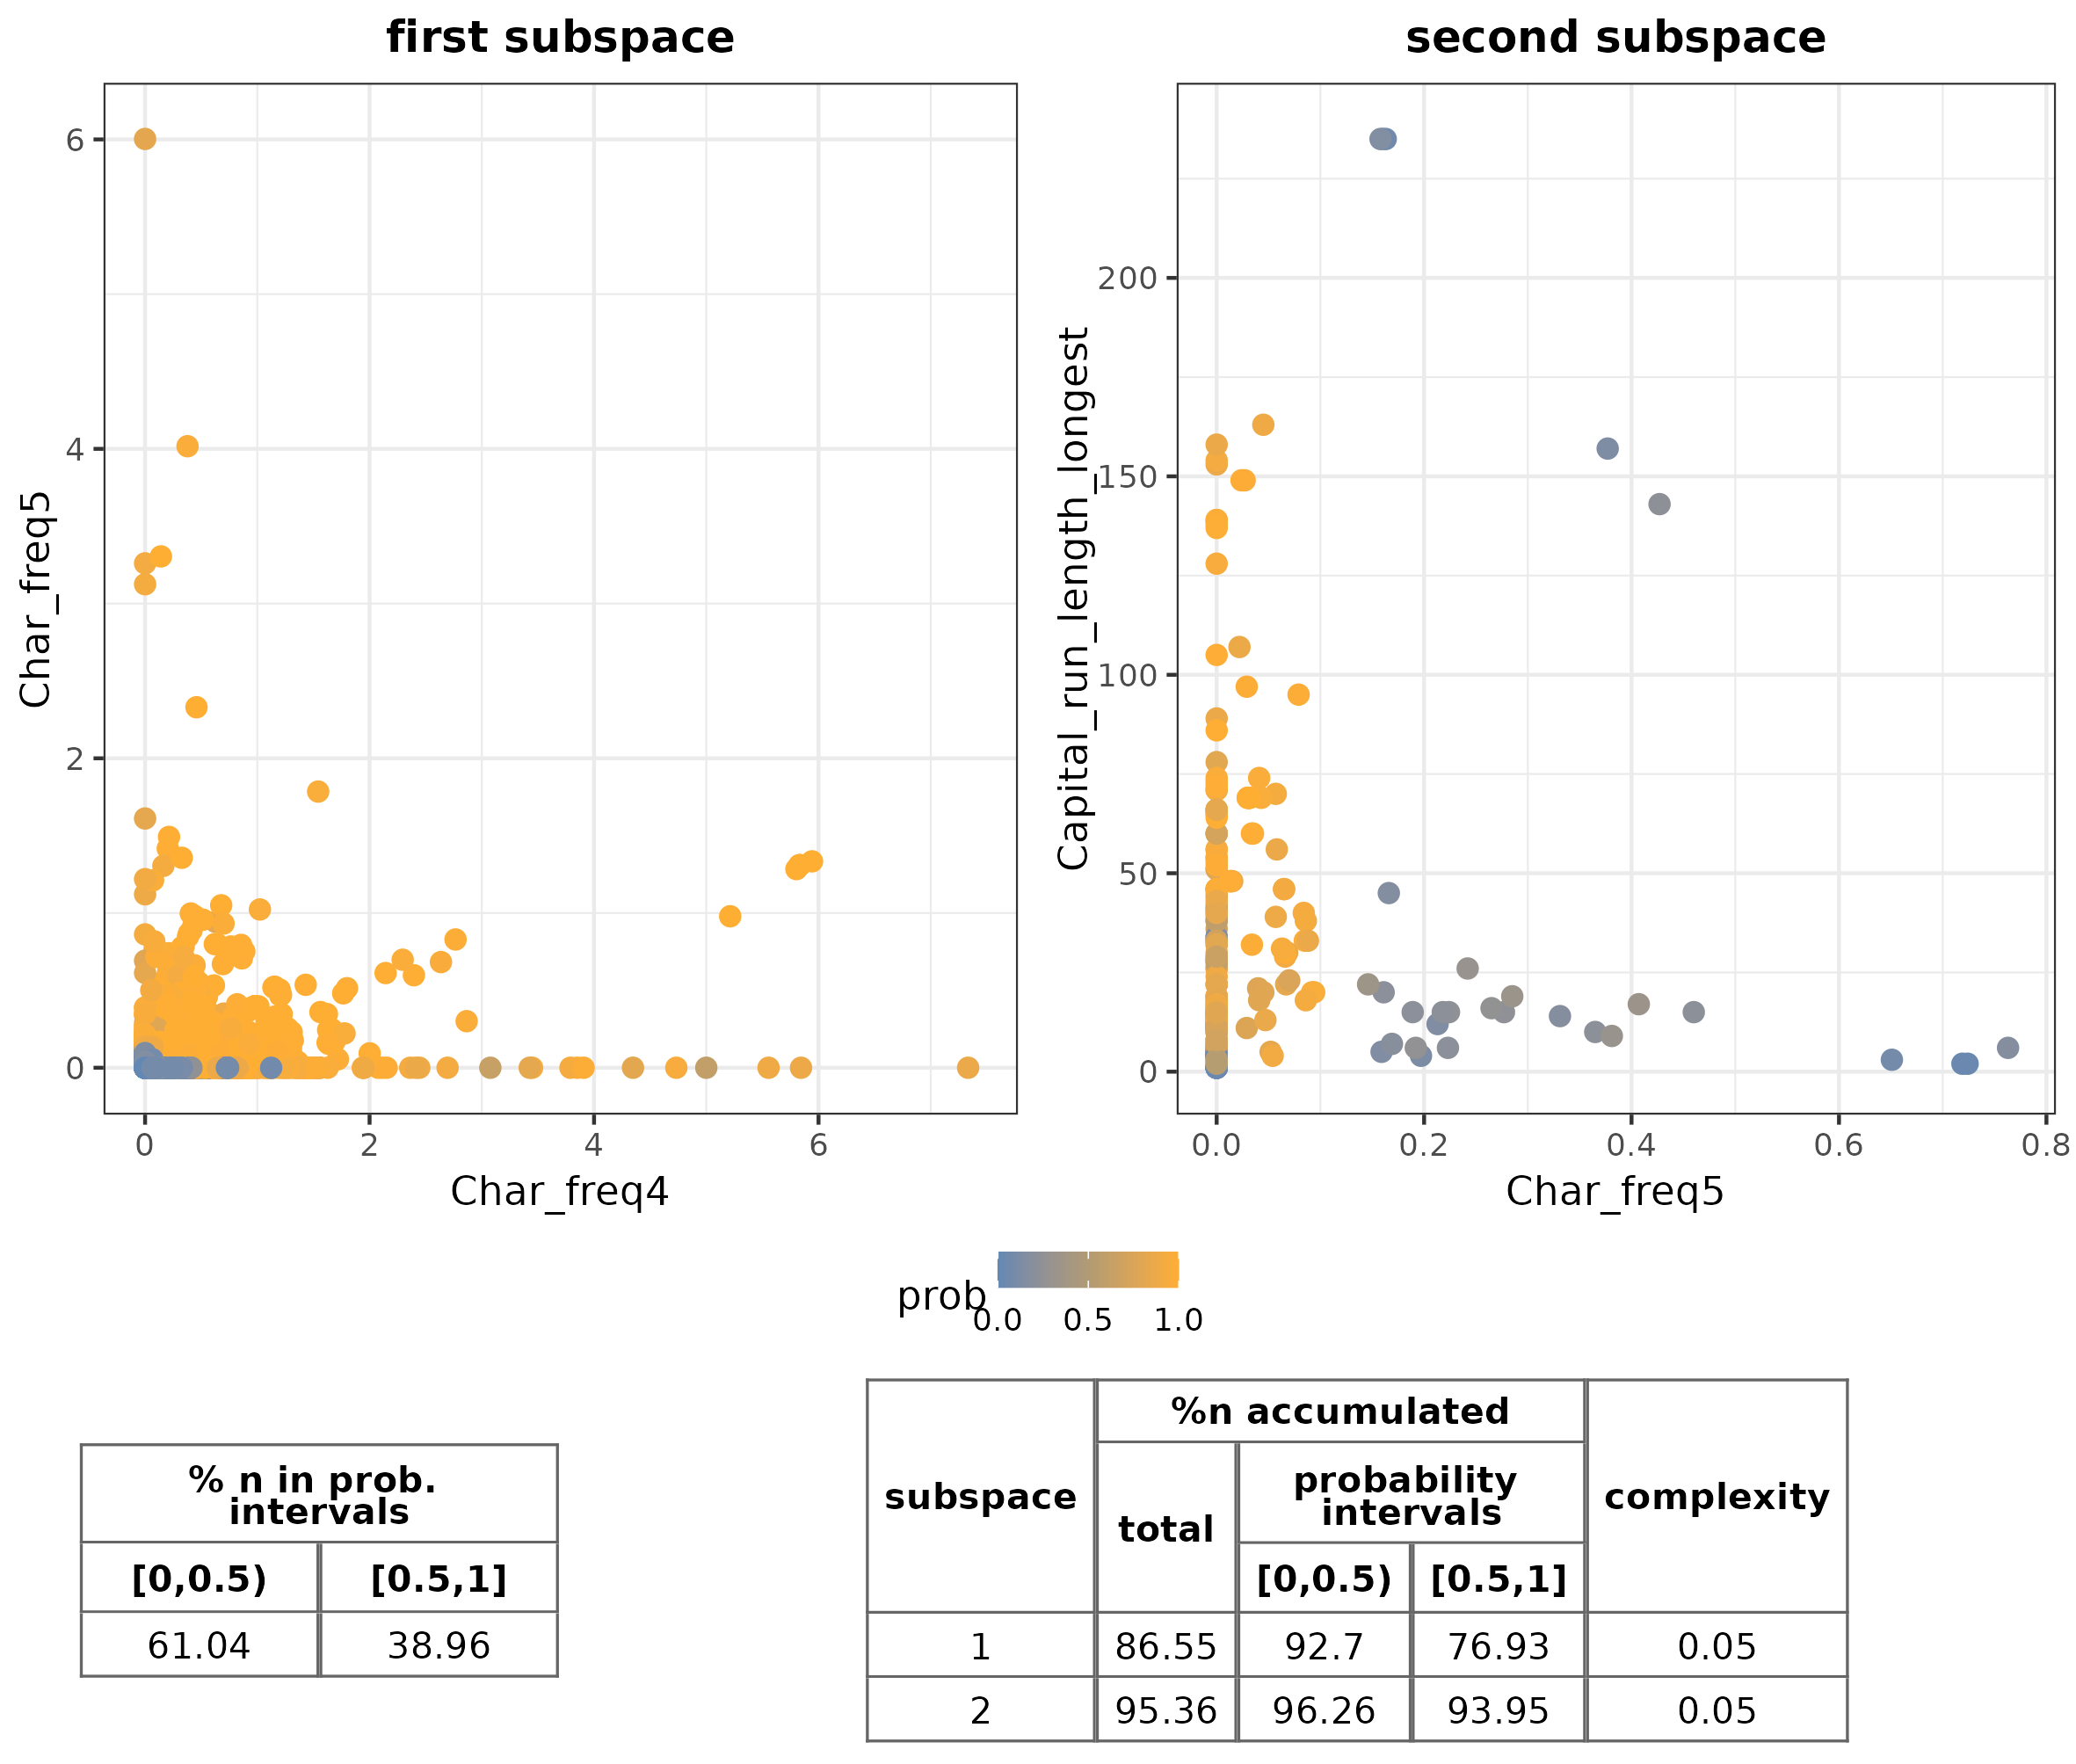 first subspace
second subspace
Char_freq5
6
4
2
0
0
2
4
6
Char_freq4
Capital_run_length_longest
200
150
100
50
0
0.0
0.2
0.4
0.6
0.8
Char_freq5
prob
0.0
0.5
1.0
% n in prob.
intervals
[0,0.5)
[0.5,1]
61.04
38.96
subspace
%n accumulated
complexity
total
probability
intervals
[0,0.5)
[0.5,1]
1
86.55
92.7
76.93
0.05
2
95.36
96.26
93.95
0.05